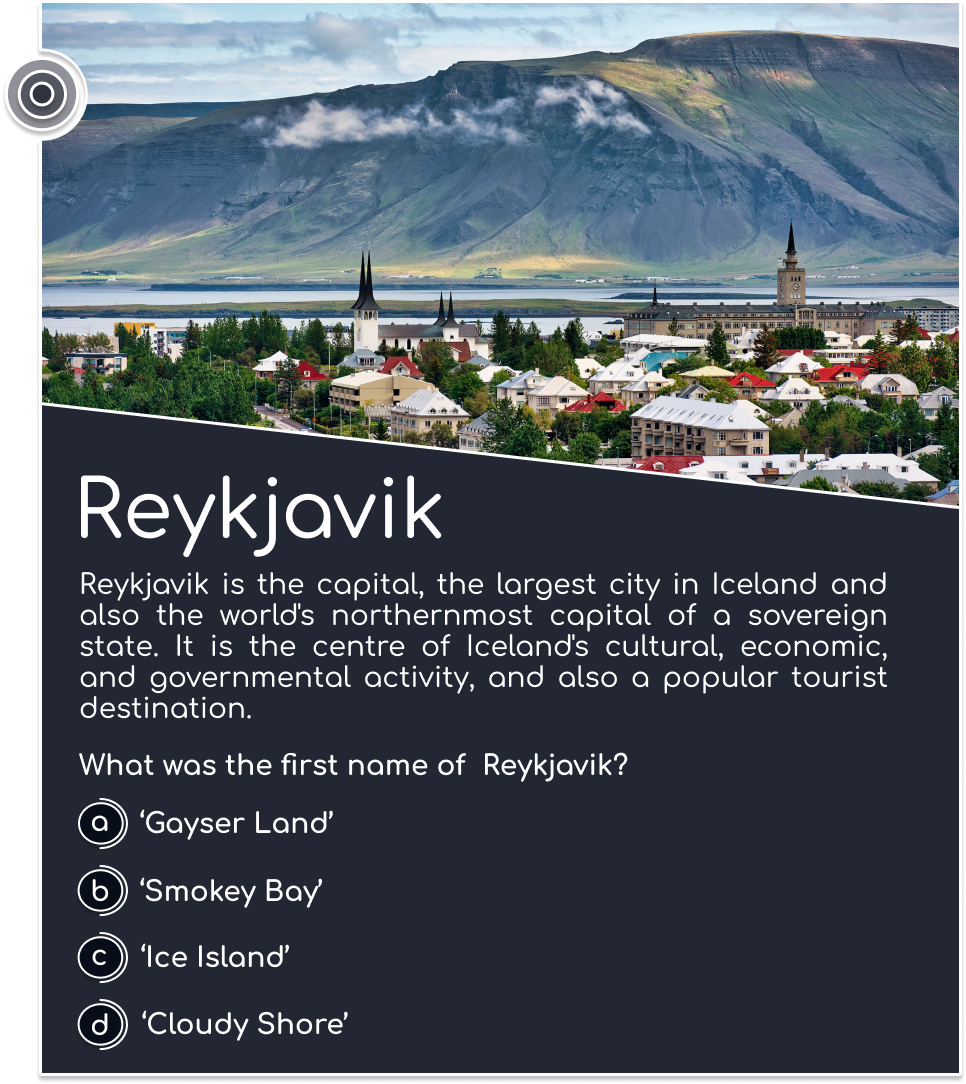 Reykjavik
Reykjavik is the capital, the largest city in Iceland and
also the world's northernmost capital of a sovereign
state. It is the centre of Iceland's cultural, economic,
and governmental activity, and also a popular tourist
destination.
What was the first name of  Reykjavik?
a ‘Gayser Land’
b ‘Smokey Bay’
c ‘Ice Island’
d ‘Cloudy Shore’